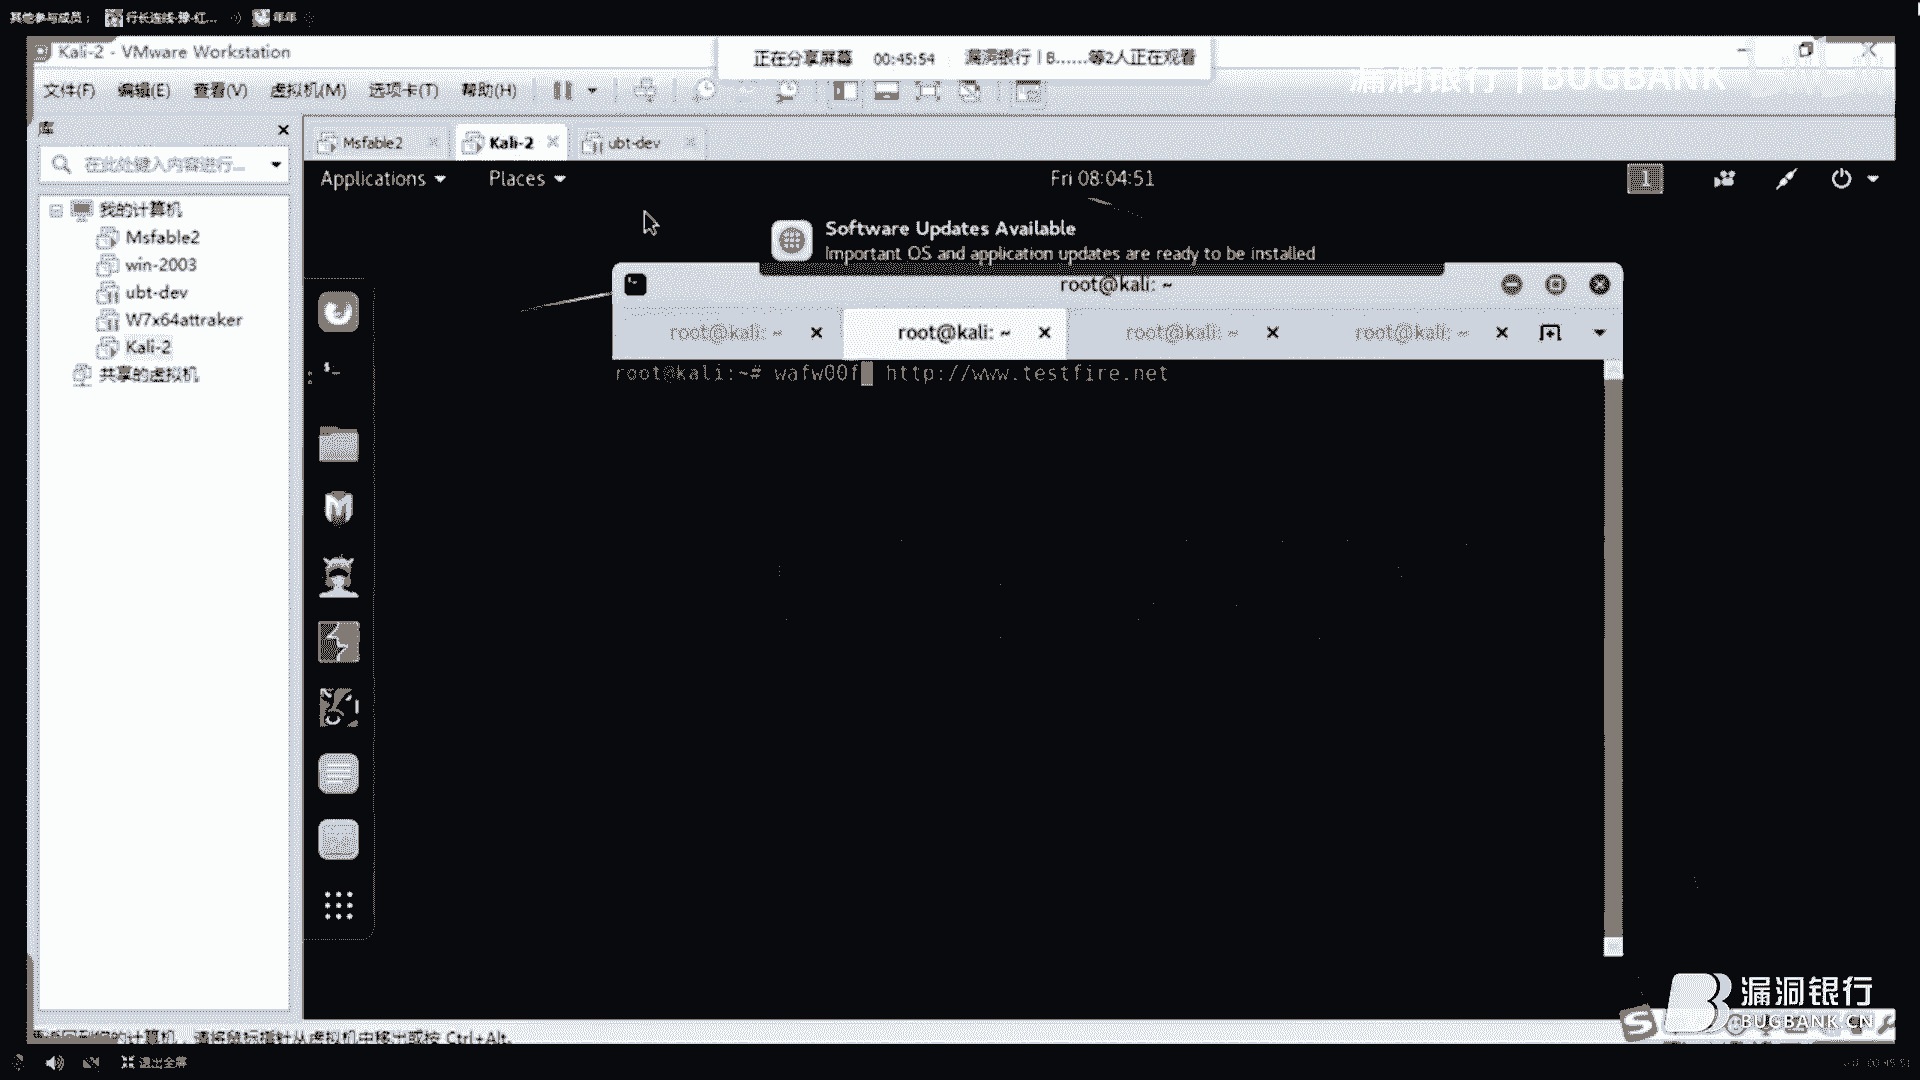 其他参与成员：
行长连线-譞-红...
年年
Kali-2 - VMware Workstation
正在分享屏幕 00:45:54 漏洞银行丨B......等2人正在观看
漏洞银行丨BUGBANK
文件(F) 编辑(E) 查看(V) 虚拟机(M) 选项卡(T) 帮助(H)
库
在此处键入内容进行...
Msfable2
Kali-2
ubt-dev
Applications Places
Fri 08:04:51
1
我的计算机
Msfable2
win-2003
ubt-dev
W7x64attraker
Kali-2
共享的虚拟机
Software Updates Available
Important OS and application updates are ready to be installed
root@kali: ~
root@kali: ~ root@kali: ~ root@kali: ~ root@kali: ~
root@kali:~# wafw00f http://www.testfire.net
漏洞银行
BUGBANK.CN
的计算机，请将鼠标指针从虚拟机中移出或按 Ctrl+Alt。
退出全屏